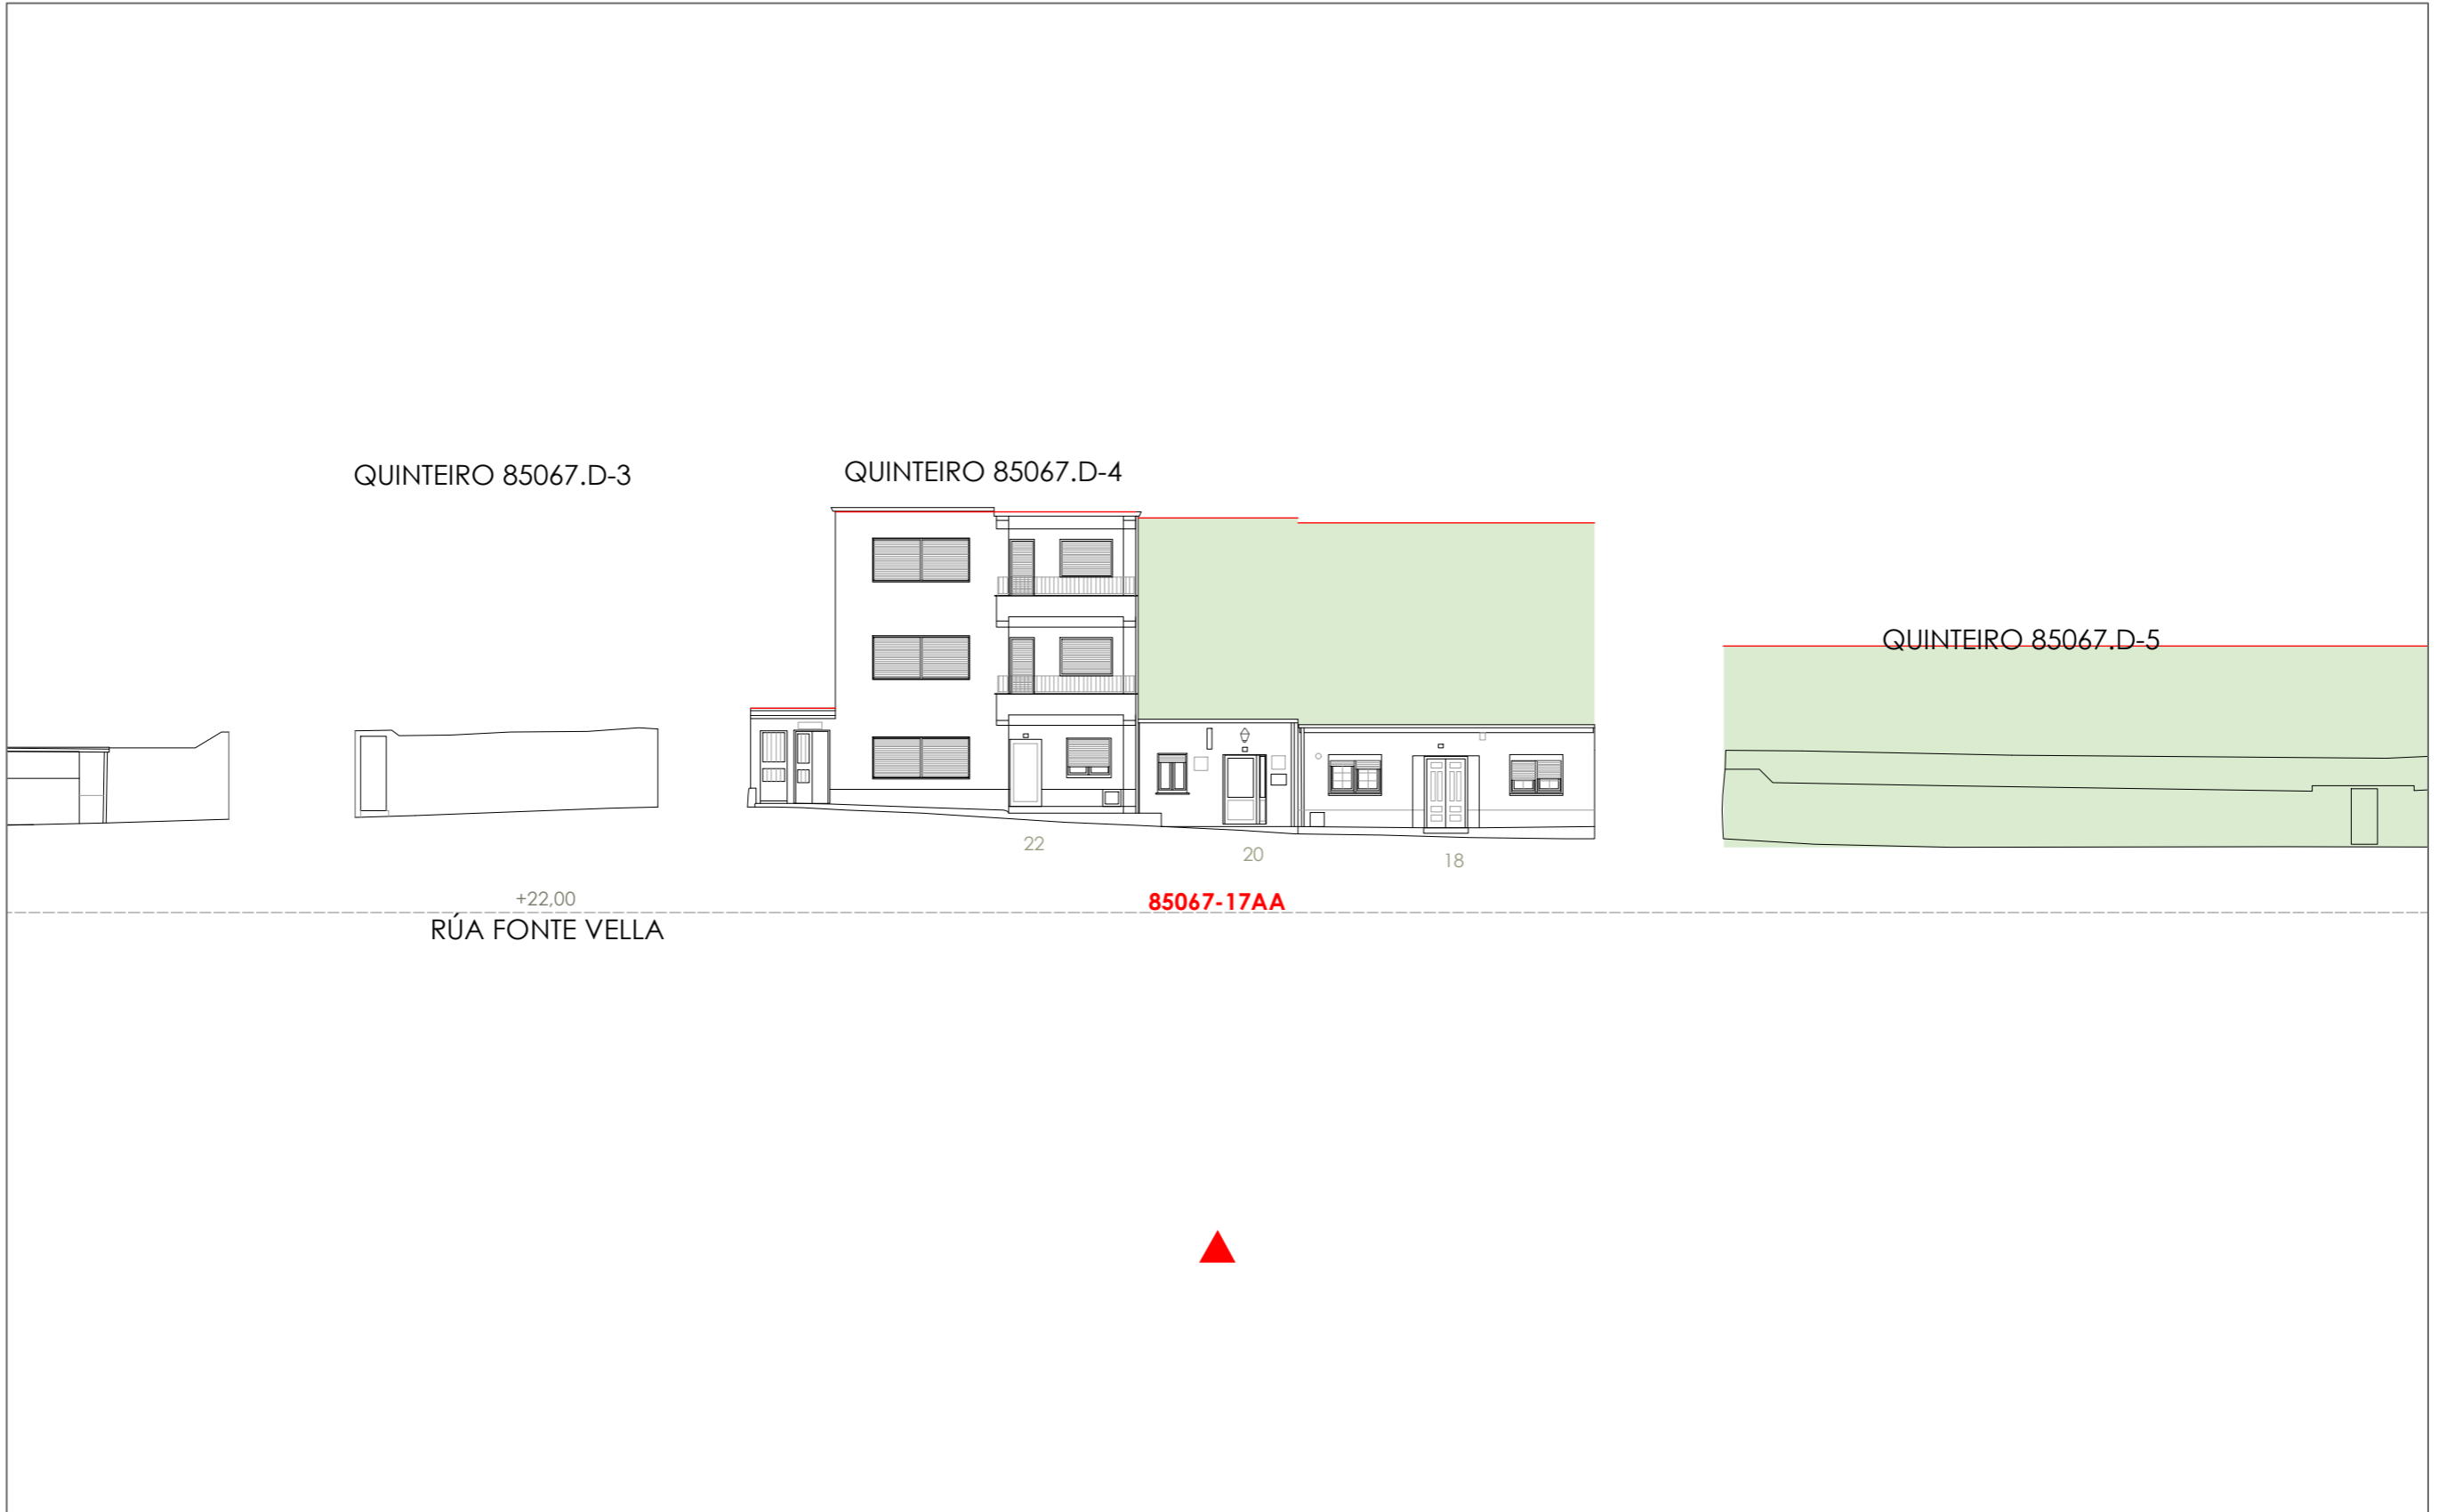 QUINTEIRO 85067.D-3
QUINTEIRO 85067.D-4
QUINTEIRO 85067.D-5
22
20
18
+22,00
85067-17AA
RÚA FONTE VELLA